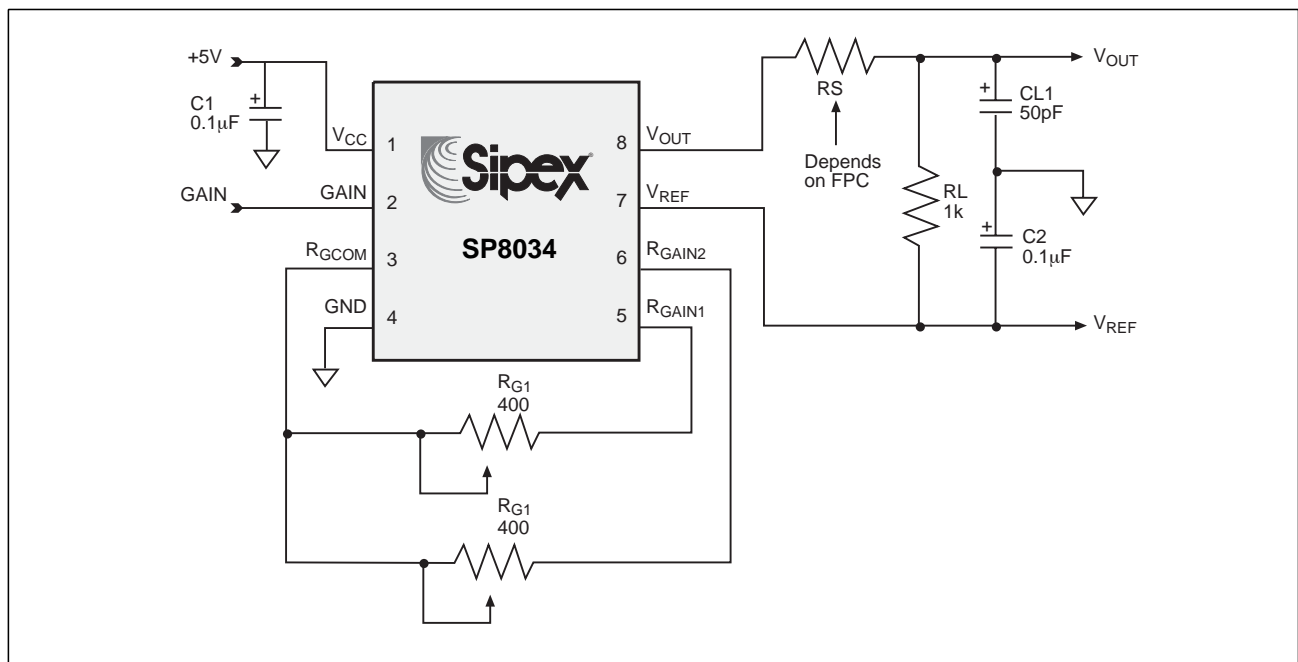 +5V
C1
0.1µF
VCC
GAIN
GAIN
RGCOM
GND
1
2
3
4
Sipex®
SP8034
8
7
6
5
VOUT
VREF
RGAIN2
RGAIN1
RS
Depends
on FPC
RL
1k
CL1
50pF
C2
0.1µF
VOUT
VREF
RG1
400
RG1
400